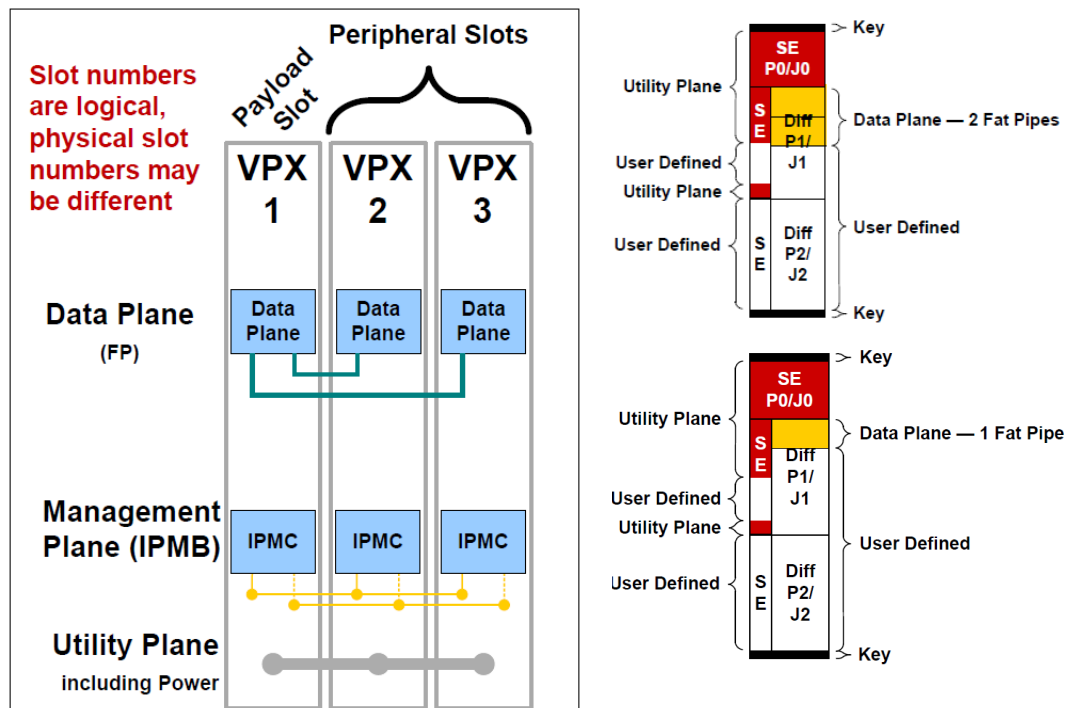 Peripheral Slots
Slot numbers
are logical,
physical slot
numbers may
be different
Payload
Slot
VPX
1
VPX
2
VPX
3
Data Plane
(FP)
Data
Plane
Data
Plane
Data
Plane
Management
Plane (IPMB)
IPMC
IPMC
IPMC
Utility Plane
including Power
Key
SE
P0/J0
Utility Plane
S
E
Diff
P1/
J1
Data Plane — 2 Fat Pipes
User Defined
Utility Plane
User Defined
S
E
Diff
P2/
J2
User Defined
Key
Key
SE
P0/J0
Utility Plane
S
E
Data Plane — 1 Fat Pipe
Diff
P1/
J1
User Defined
Utility Plane
User Defined
User Defined
S
E
Diff
P2/
J2
Key